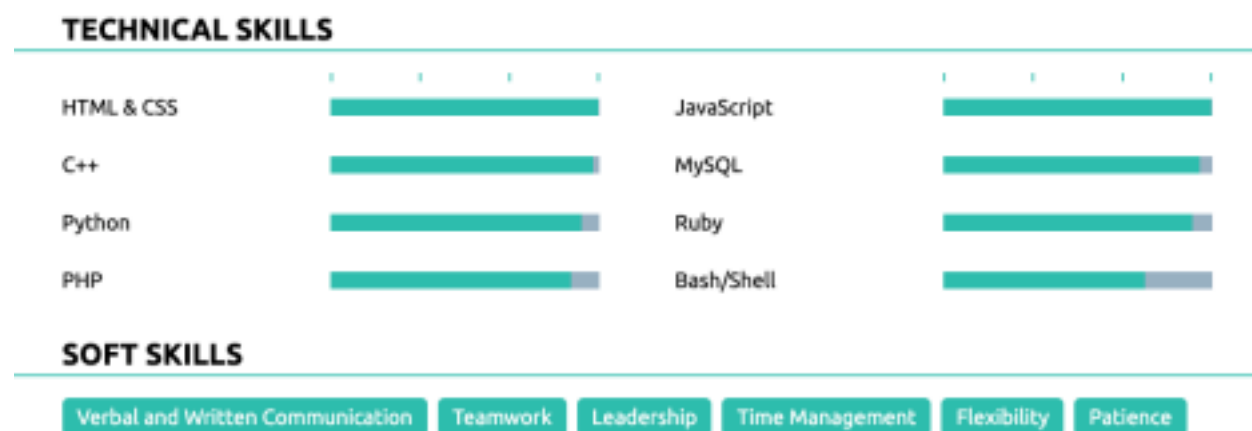 TECHNICAL SKILLS
HTML & CSS
JavaScript
C++
MySQL
Python
Ruby
PHP
Bash/Shell
SOFT SKILLS
Verbal and Written Communication Teamwork Leadership Time Management Flexibility Patience